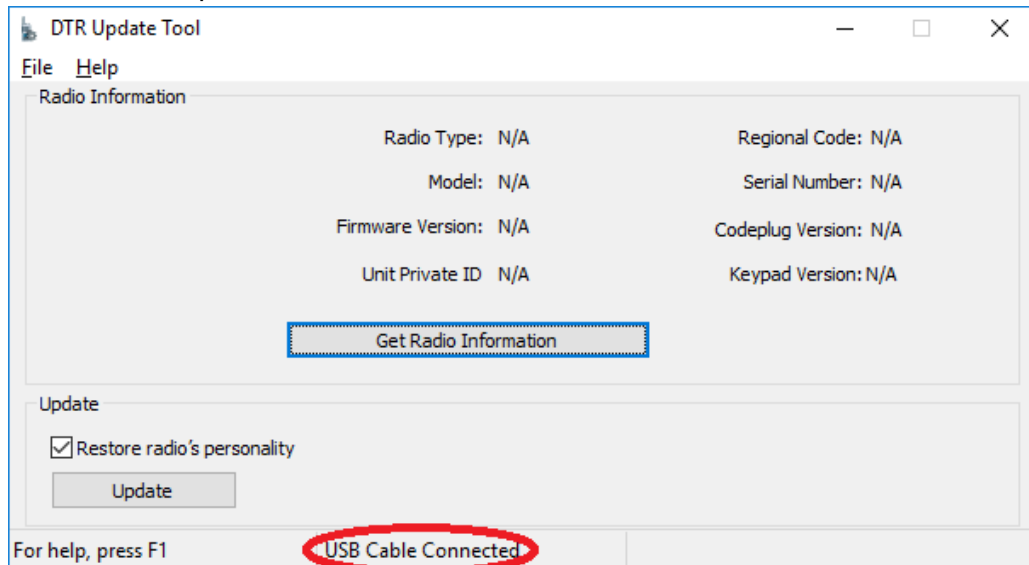 DTR Update Tool
File Help
Radio Information
Radio Type: N/A Regional Code: N/A
Model: N/A Serial Number: N/A
Firmware Version: N/A Codeplug Version: N/A
Unit Private ID N/A Keypad Version: N/A
Get Radio Information
Update
Restore radio's personality
Update
For help, press F1 USB Cable Connected